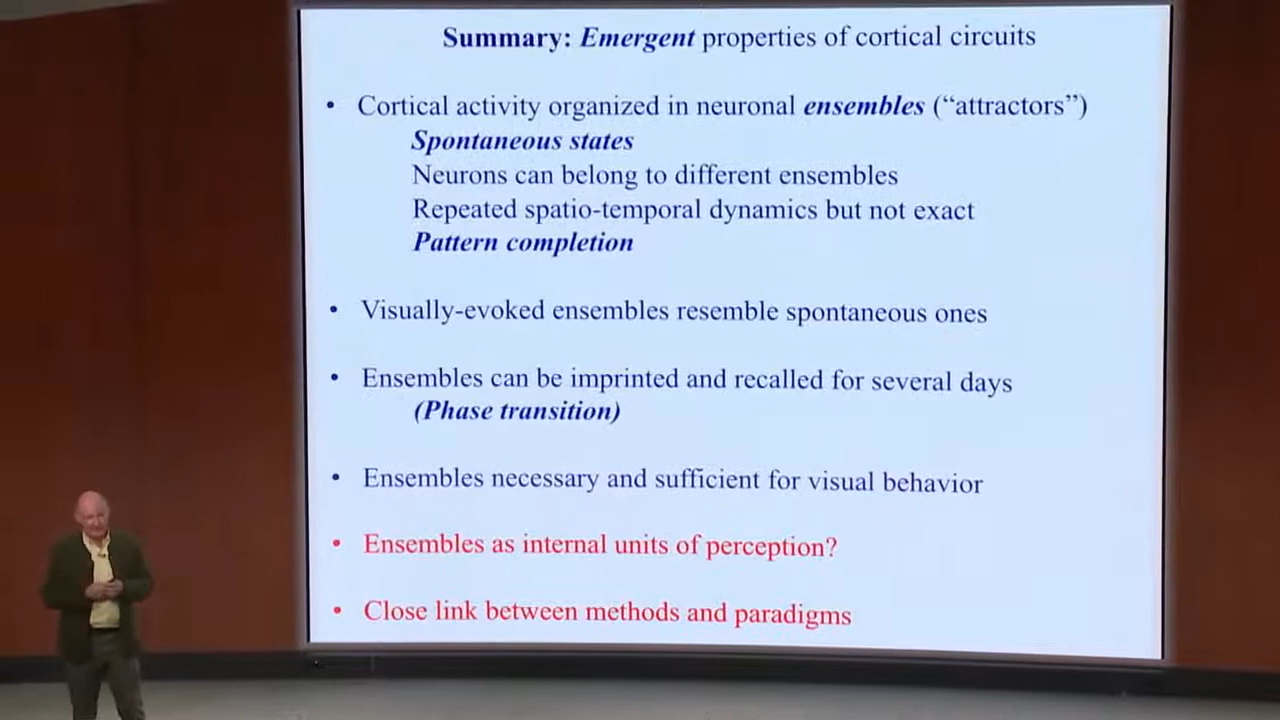 Summary: Emergent properties of cortical circuits
• Cortical activity organized in neuronal ensembles (“attractors”)
Spontaneous states
Neurons can belong to different ensembles
Repeated spatio-temporal dynamics but not exact
Pattern completion
• Visually-evoked ensembles resemble spontaneous ones
• Ensembles can be imprinted and recalled for several days
(Phase transition)
• Ensembles necessary and sufficient for visual behavior
• Ensembles as internal units of perception?
• Close link between methods and paradigms